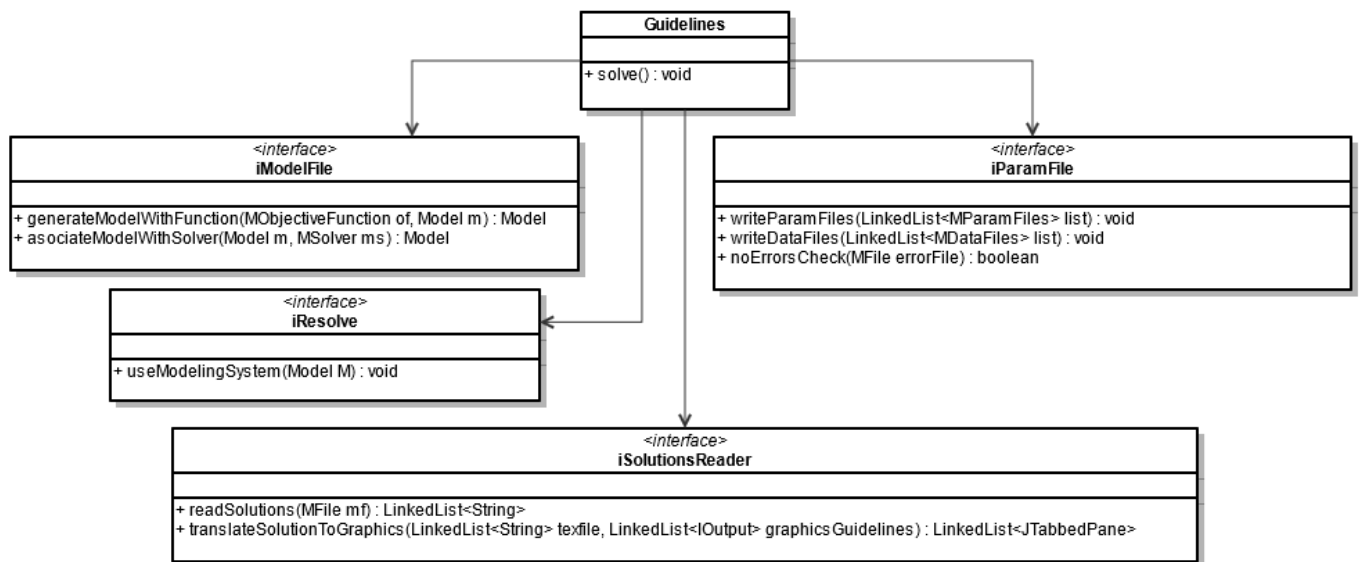 Guidelines
+ solve() : void
<interface>
iModelFile
+ generateModelWithFunction(MObjectiveFunction of, Model m) : Model
+ asociateModelWithSolver(Model m, MSolver ms) : Model
<interface>
iParamFile
+ writeParamFiles(LinkedList<MParamFiles> list) : void
+ writeDataFiles(LinkedList<MDataFiles> list) : void
+ noErrorsCheck(MFile errorFile) : boolean
<interface>
iResolve
+ useModelingSystem(Model M) : void
<interface>
iSolutionsReader
+ readSolutions(MFile mf) : LinkedList<String>
+ translateSolutionToGraphics(LinkedList<String> texfile, LinkedList<IOutput> graphicsGuidelines) : LinkedList<JTabbedPane>